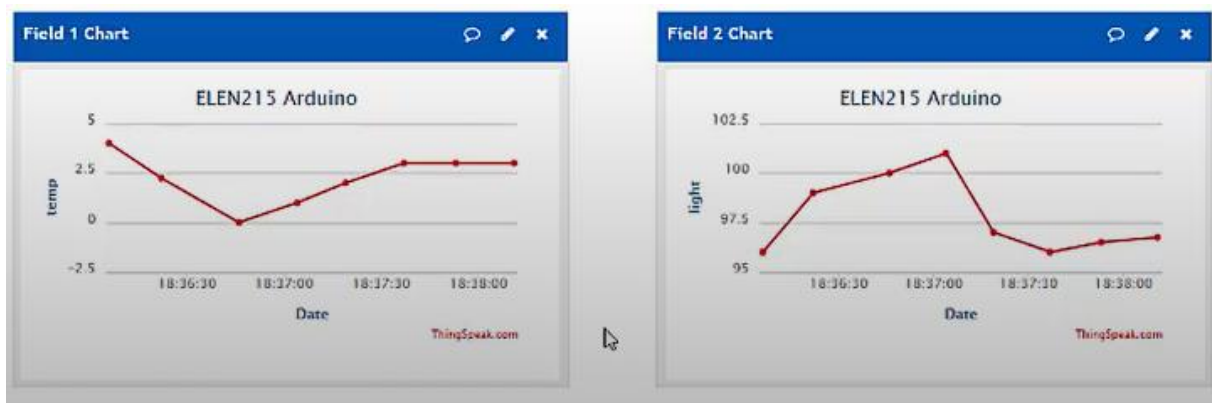 Field 1 Chart
ELEN215 Arduino
5
2.5
0
-2.5
temp
18:36:30 18:37:00 18:37:30 18:38:00
Date
ThingSpeak.com
Field 2 Chart
ELEN215 Arduino
102.5
100
97.5
95
light
18:36:30 18:37:00 18:37:30 18:38:00
Date
ThingSpeak.com